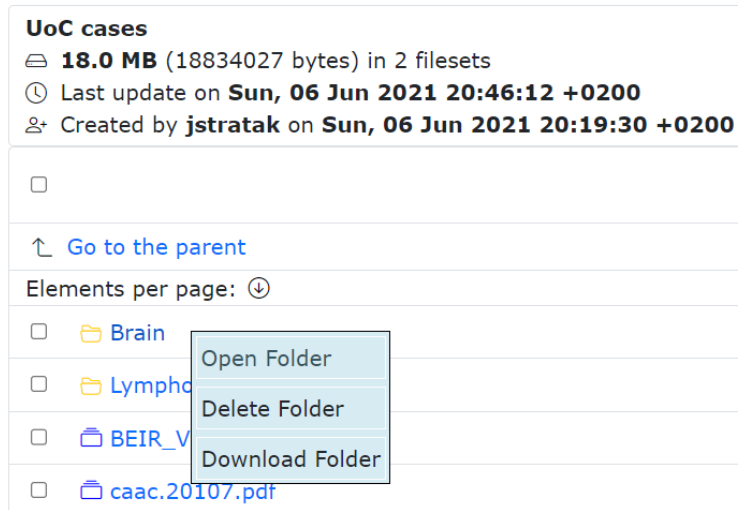 UoC cases
18.0 MB (18834027 bytes) in 2 filesets
Last update on Sun, 06 Jun 2021 20:46:12 +0200
Created by jstratak on Sun, 06 Jun 2021 20:19:30 +0200
Go to the parent
Elements per page:
Brain
Open Folder
Lympho
Delete Folder
BEIR_V
Download Folder
caac.20107.pdf